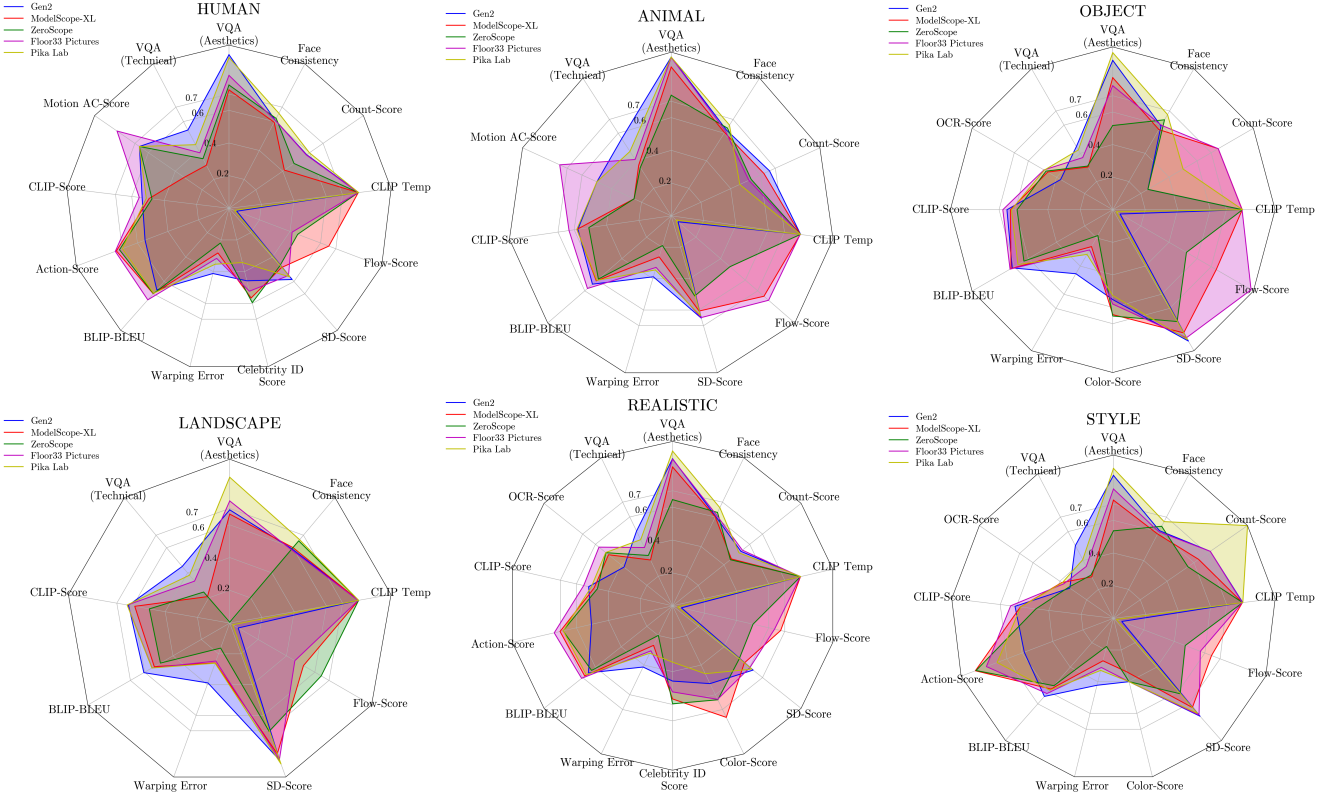 HUMAN
Gen2
ModelScope-XL
ZeroScope
Floor33 Pictures
Pika Lab
VQA
(Aesthetics)
Face
Consistency
Count-Score
CLIP Temp
Flow-Score
SD-Score
Celebtrity ID
Score
Warping Error
BLIP-BLEU
Action-Score
CLIP-Score
Motion AC-Score
VQA
(Technical)
0.2
0.4
0.6
0.7
ANIMAL
Gen2
ModelScope-XL
ZeroScope
Floor33 Pictures
Pika Lab
VQA
(Aesthetics)
Face
Consistency
Count-Score
CLIP Temp
Flow-Score
SD-Score
Warping Error
BLIP-BLEU
CLIP-Score
Motion AC-Score
VQA
(Technical)
0.2
0.4
0.6
0.7
OBJECT
Gen2
ModelScope-XL
ZeroScope
Floor33 Pictures
Pika Lab
VQA
(Aesthetics)
Face
Consistency
Count-Score
CLIP Temp
Flow-Score
SD-Score
Color-Score
Warping Error
BLIP-BLEU
CLIP-Score
OCR-Score
VQA
(Technical)
0.2
0.4
0.6
0.7
LANDSCAPE
Gen2
ModelScope-XL
ZeroScope
Floor33 Pictures
Pika Lab
VQA
(Aesthetics)
Face
Consistency
CLIP Temp
Flow-Score
SD-Score
Warping Error
BLIP-BLEU
CLIP-Score
VQA
(Technical)
0.2
0.4
0.6
0.7
REALISTIC
Gen2
ModelScope-XL
ZeroScope
Floor33 Pictures
Pika Lab
VQA
(Aesthetics)
Face
Consistency
Count-Score
CLIP Temp
Flow-Score
SD-Score
Color-Score
Celebtrity ID
Score
Warping Error
BLIP-BLEU
Action-Score
CLIP-Score
OCR-Score
VQA
(Technical)
0.2
0.4
0.6
0.7
STYLE
Gen2
ModelScope-XL
ZeroScope
Floor33 Pictures
Pika Lab
VQA
(Aesthetics)
Face
Consistency
Count-Score
CLIP Temp
Flow-Score
SD-Score
Color-Score
Warping Error
BLIP-BLEU
Action-Score
CLIP-Score
OCR-Score
VQA
(Technical)
0.2
0.4
0.6
0.7